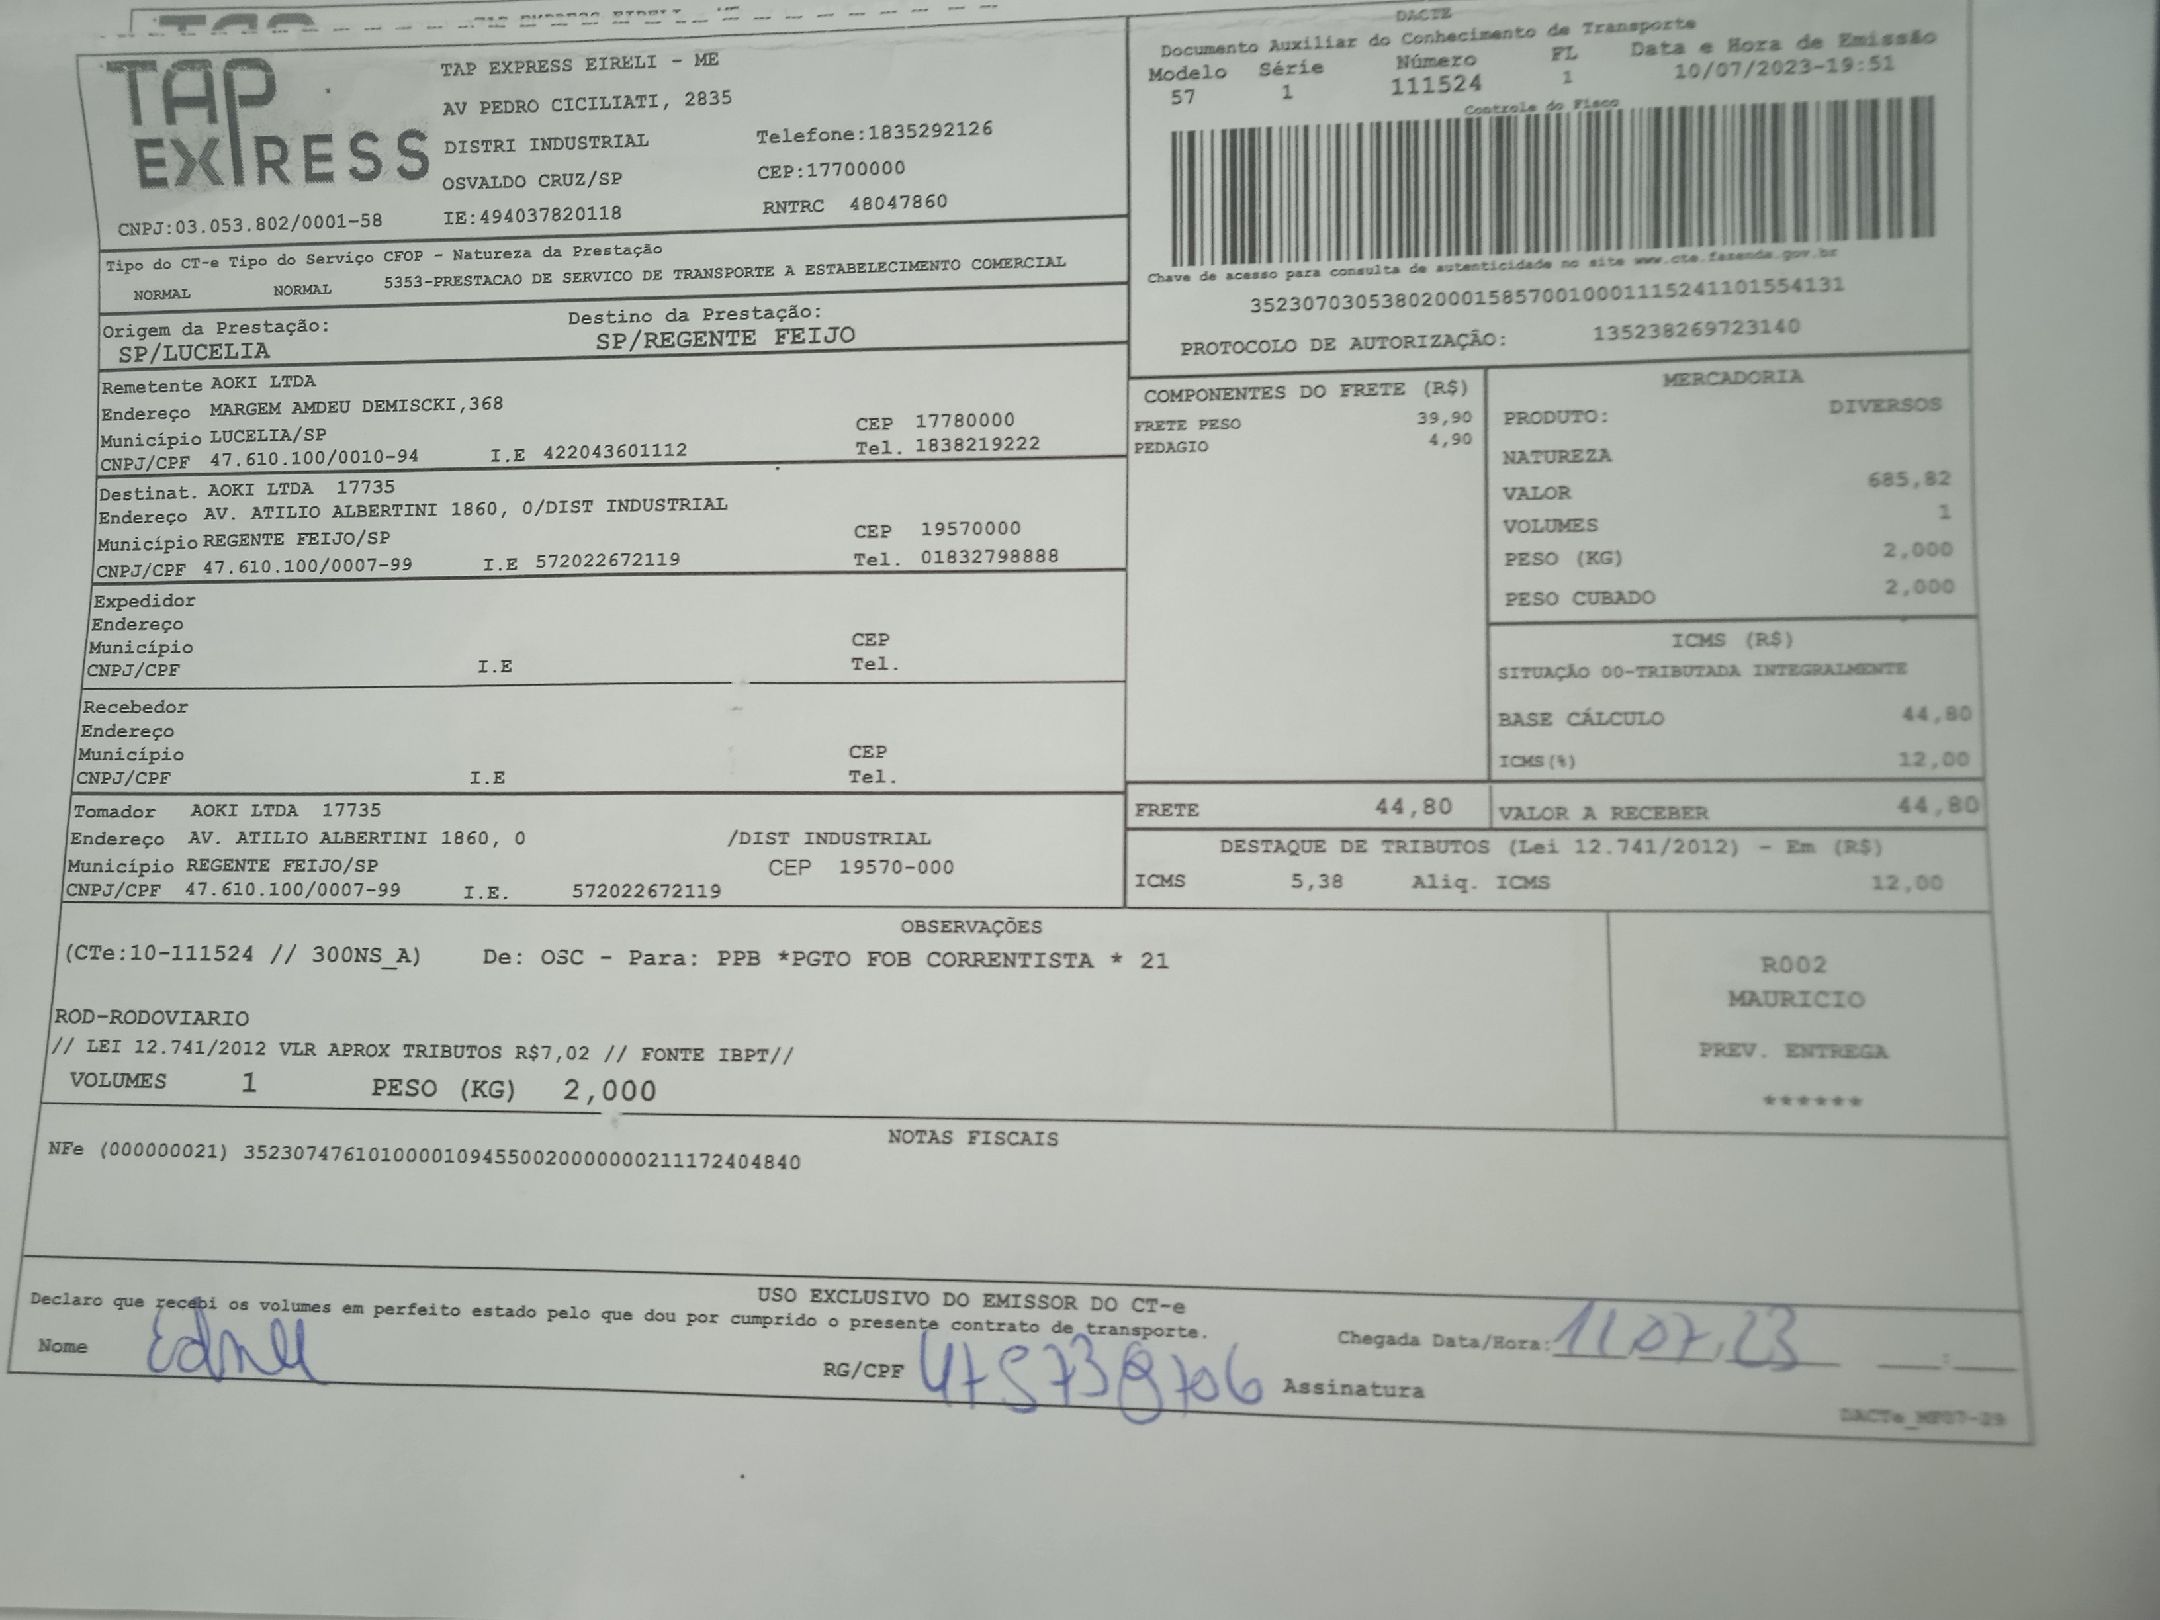 TAP EXPRESS EIRELI - ME
TAP
EXPRESS
TAP EXPRESS EIRELI - ME
AV PEDRO CICILIATI, 2835
DISTRI INDUSTRIAL Telefone:1835292126
OSVALDO CRUZ/SP CEP:17700000
CNPJ:03.053.802/0001-58 IE:494037820118 RNTRC 48047860
DACTE
Documento Auxiliar do Conhecimento de Transporte
Modelo Série Número FL Data e Hora de Emissão
57 1 111524 1 10/07/2023-19:51
Controle do Fisco
Chave de acesso para consulta de autenticidade no site www.cte.fazenda.gov.br
35230703053802000158570010001115241101554131
PROTOCOLO DE AUTORIZAÇÃO: 135238269723140
Tipo do CT-e Tipo do Serviço CFOP - Natureza da Prestação
NORMAL NORMAL 5353-PRESTACAO DE SERVICO DE TRANSPORTE A ESTABELECIMENTO COMERCIAL
Origem da Prestação: Destino da Prestação:
SP/LUCELIA SP/REGENTE FEIJO
Remetente AOKI LTDA
Endereço MARGEM AMDEU DEMISCKI,368
Município LUCELIA/SP CEP 17780000
CNPJ/CPF 47.610.100/0010-94 I.E 422043601112 Tel. 1838219222
Destinat. AOKI LTDA 17735
Endereço AV. ATILIO ALBERTINI 1860, 0/DIST INDUSTRIAL
Município REGENTE FEIJO/SP CEP 19570000
CNPJ/CPF 47.610.100/0007-99 I.E 572022672119 Tel. 01832798888
Expedidor
Endereço
Município CEP
CNPJ/CPF I.E Tel.
Recebedor
Endereço
Município CEP
CNPJ/CPF I.E Tel.
Tomador AOKI LTDA 17735
Endereço AV. ATILIO ALBERTINI 1860, 0 /DIST INDUSTRIAL
Município REGENTE FEIJO/SP CEP 19570-000
CNPJ/CPF 47.610.100/0007-99 I.E. 572022672119
COMPONENTES DO FRETE (R$)
FRETE PESO 39,90
PEDAGIO 4,90
MERCADORIA
PRODUTO: DIVERSOS
NATUREZA
VALOR 685,82
VOLUMES 1
PESO (KG) 2,000
PESO CUBADO 2,000
ICMS (R$)
SITUAÇÃO 00-TRIBUTADA INTEGRALMENTE
BASE CÁLCULO 44,80
ICMS(%) 12,00
FRETE 44,80 VALOR A RECEBER 44,80
DESTAQUE DE TRIBUTOS (Lei 12.741/2012) - Em (R$)
ICMS 5,38 Aliq. ICMS 12,00
OBSERVAÇÕES
(CTe:10-111524 // 300NS_A) De: OSC - Para: PPB *PGTO FOB CORRENTISTA * 21
ROD-RODOVIARIO
// LEI 12.741/2012 VLR APROX TRIBUTOS R$7,02 // FONTE IBPT//
VOLUMES 1 PESO (KG) 2,000
R002
MAURICIO
PREV. ENTREGA
******
NOTAS FISCAIS
NFe (000000021) 35230747610100001094550020000000211172404840
USO EXCLUSIVO DO EMISSOR DO CT-e
Declaro que recebi os volumes em perfeito estado pelo que dou por cumprido o presente contrato de transporte.
Nome RG/CPF 475738706 Assinatura
Chegada Data/Hora: 11.07.23 :
DACTe_MF07-29